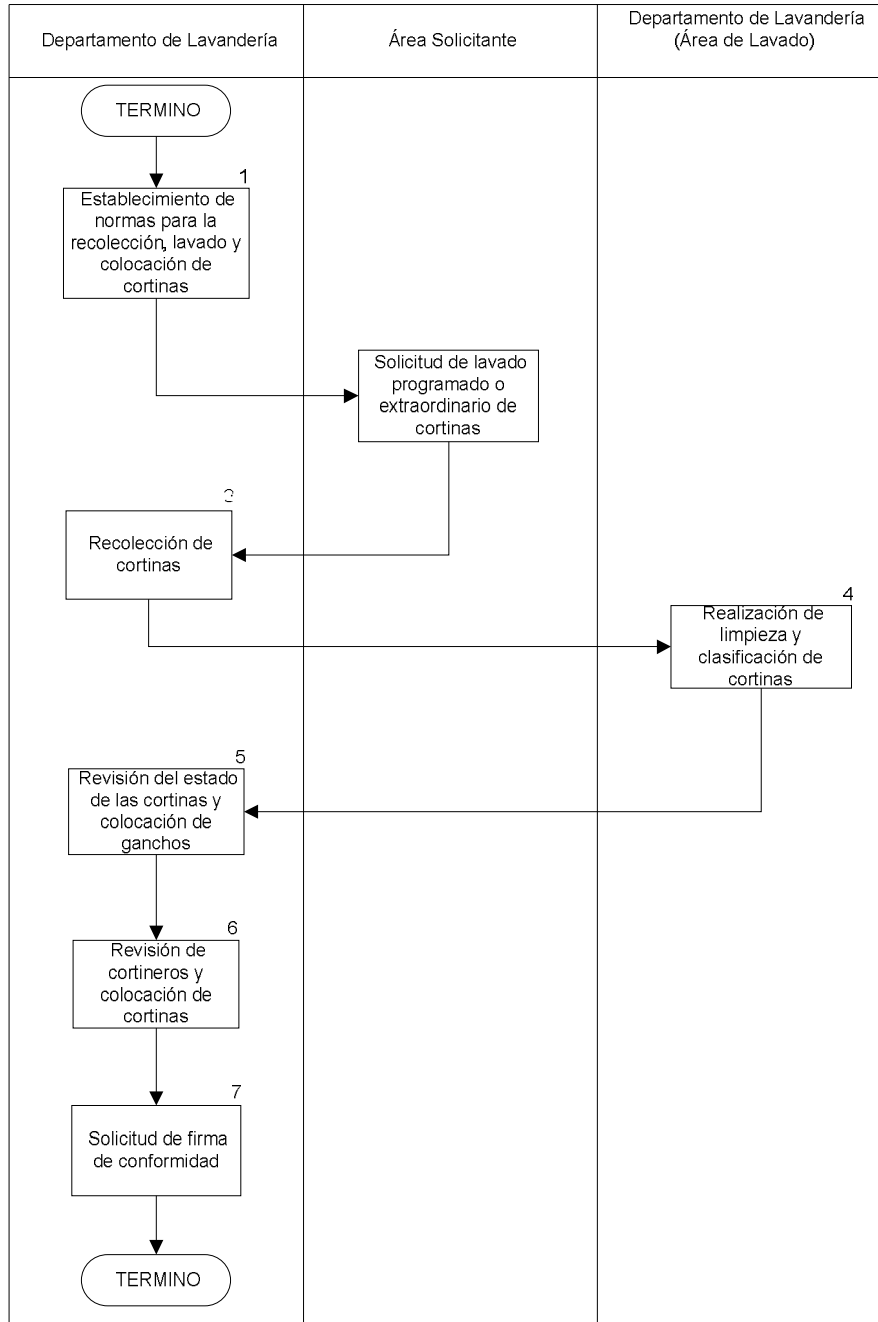 Departamento de Lavandería
Área Solicitante
Departamento de Lavandería
(Área de Lavado)
TERMINO
1
Establecimiento de
normas para la
recolección, lavado y
colocación de
cortinas
Solicitud de lavado
programado o
extraordinario de
cortinas
Recolección de
cortinas
4
Realización de
limpieza y
clasificación de
cortinas
5
Revisión del estado
de las cortinas y
colocación de
ganchos
6
Revisión de
cortineros y
colocación de
cortinas
7
Solicitud de firma
de conformidad
TERMINO